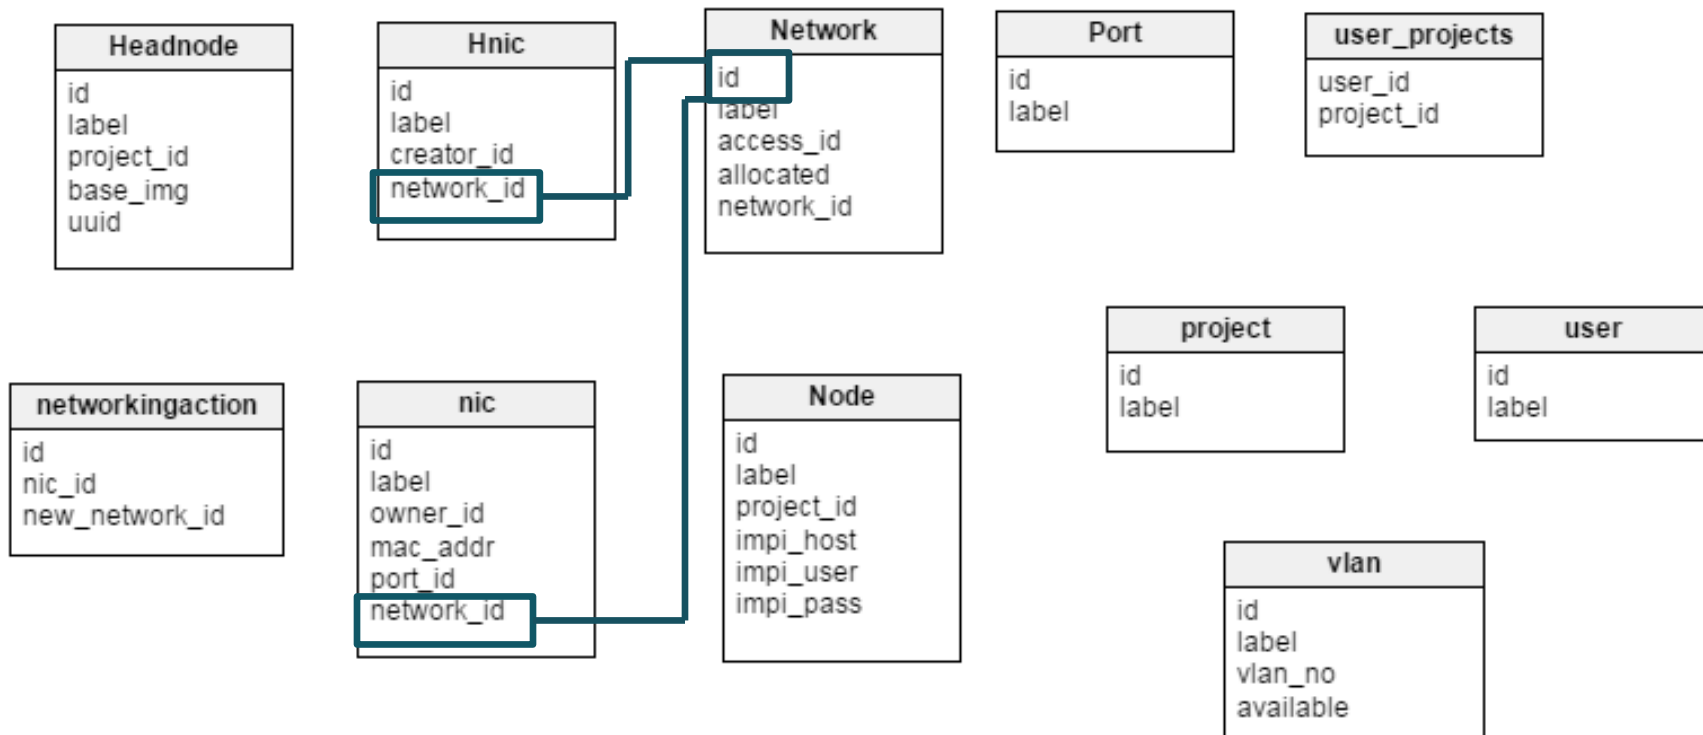 Headnode
id
label
project_id
base_img
uuid
Hnic
id
label
creator_id
network_id
Network
id
label
access_id
allocated
network_id
Port
id
label
user_projects
user_id
project_id
networkingaction
id
nic_id
new_network_id
nic
id
label
owner_id
mac_addr
port_id
network_id
Node
id
label
project_id
impi_host
impi_user
impi_pass
project
id
label
user
id
label
vlan
id
label
vlan_no
available